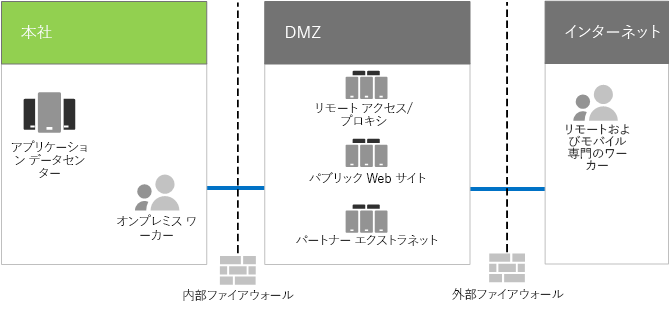 本社
アプリケーショ
ン データセン
ター
オンプレミス ワ
ーカー
内部ファイアウォール
DMZ
リモート アクセス/
プロキシ
パブリック Web サイト
パートナー エクストラネット
外部ファイアウォール
インターネット
リモートおよ
びモバイル
専門のワー
カー